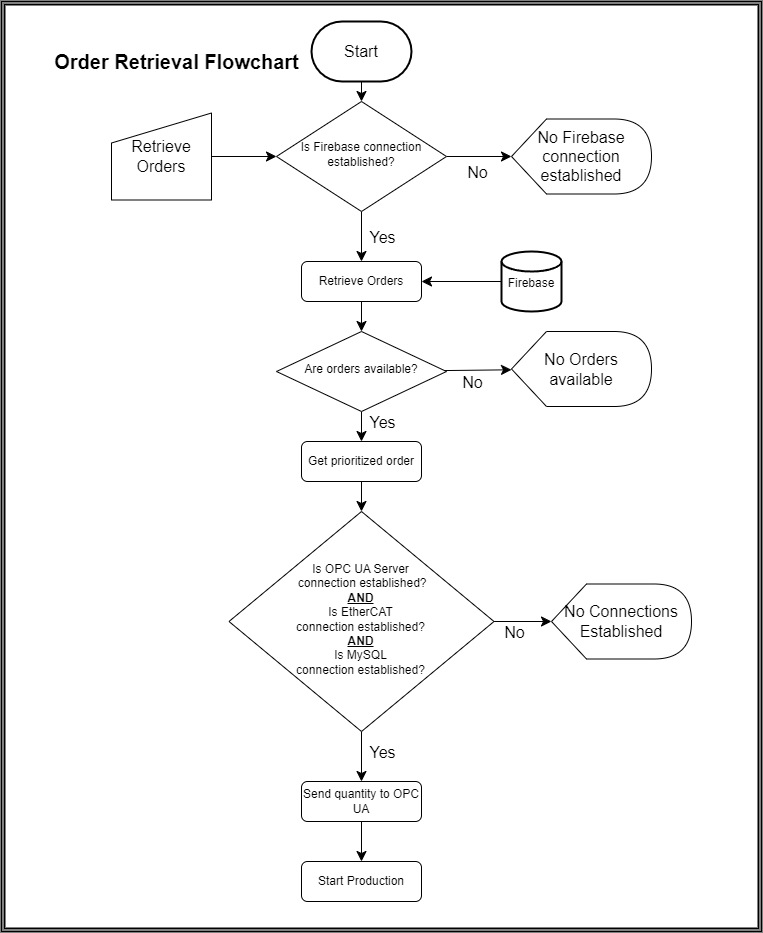 Order Retrieval Flowchart
Start
Retrieve
Orders
Is Firebase connection
established?
No
No Firebase
connection
established
Yes
Retrieve Orders
Firebase
Are orders available?
No
No Orders
available
Yes
Get prioritized order
Is OPC UA Server
connection established?
AND
Is EtherCAT
connection established?
AND
Is MySQL
connection established?
No
No Connections
Established
Yes
Send quantity to OPC
UA
Start Production